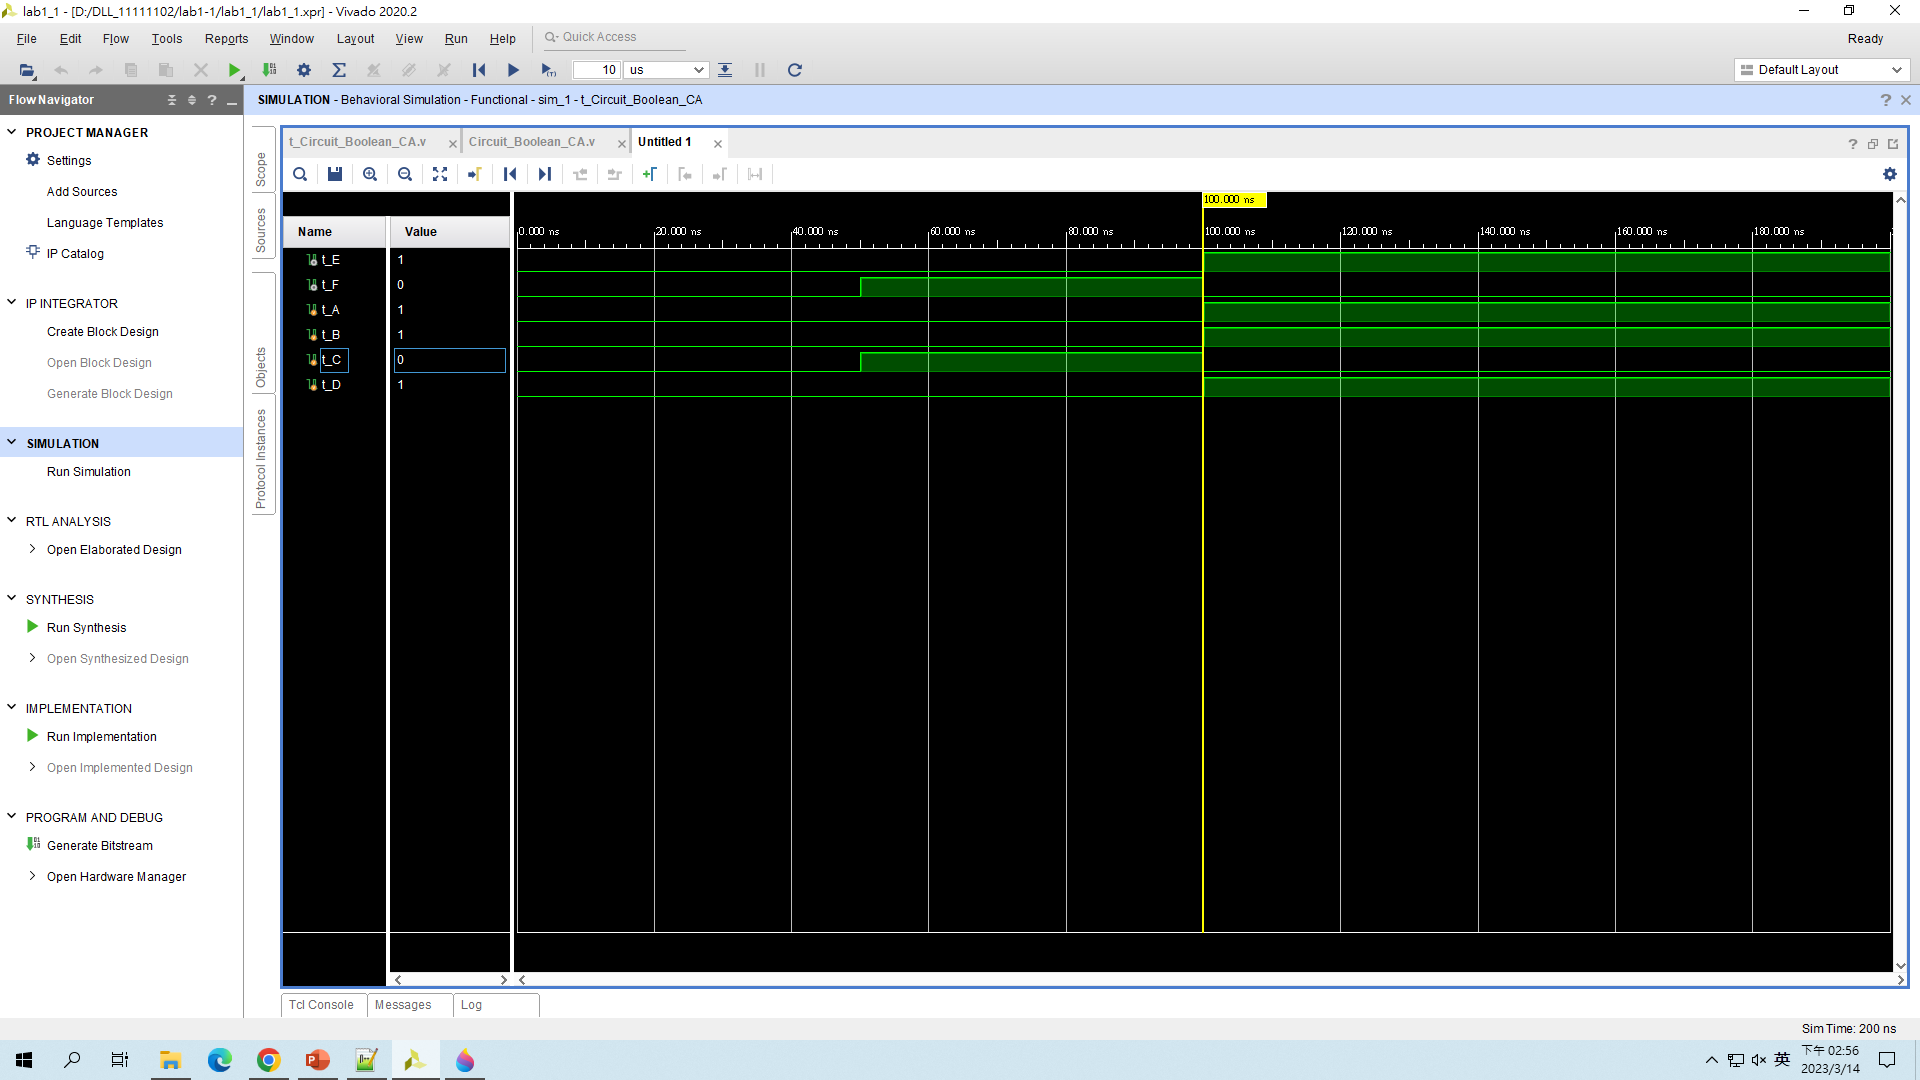 lab1_1 - [D:/DLL_11111102/lab1-1/lab1_1/lab1_1.xpr] - Vivado 2020.2
File Edit Flow Tools Reports Window Layout View Run Help Quick Access Ready
10 us Default Layout
Flow Navigator
SIMULATION - Behavioral Simulation - Functional - sim_1 - t_Circuit_Boolean_CA
PROJECT MANAGER
Settings
Add Sources
Language Templates
IP Catalog
IP INTEGRATOR
Create Block Design
Open Block Design
Generate Block Design
SIMULATION
Run Simulation
RTL ANALYSIS
Open Elaborated Design
SYNTHESIS
Run Synthesis
Open Synthesized Design
IMPLEMENTATION
Run Implementation
Open Implemented Design
PROGRAM AND DEBUG
Generate Bitstream
Open Hardware Manager
Scope
Sources
Objects
Protocol Instances
t_Circuit_Boolean_CA.v Circuit_Boolean_CA.v Untitled 1
100.000 ns
Name Value
0.000 ns 20.000 ns 40.000 ns 60.000 ns 80.000 ns 100.000 ns 120.000 ns 140.000 ns 160.000 ns 180.000 ns
t_E 1
t_F 0
t_A 1
t_B 1
t_C 0
t_D 1
Tcl Console Messages Log
Sim Time: 200 ns
英
下午 02:56
2023/3/14